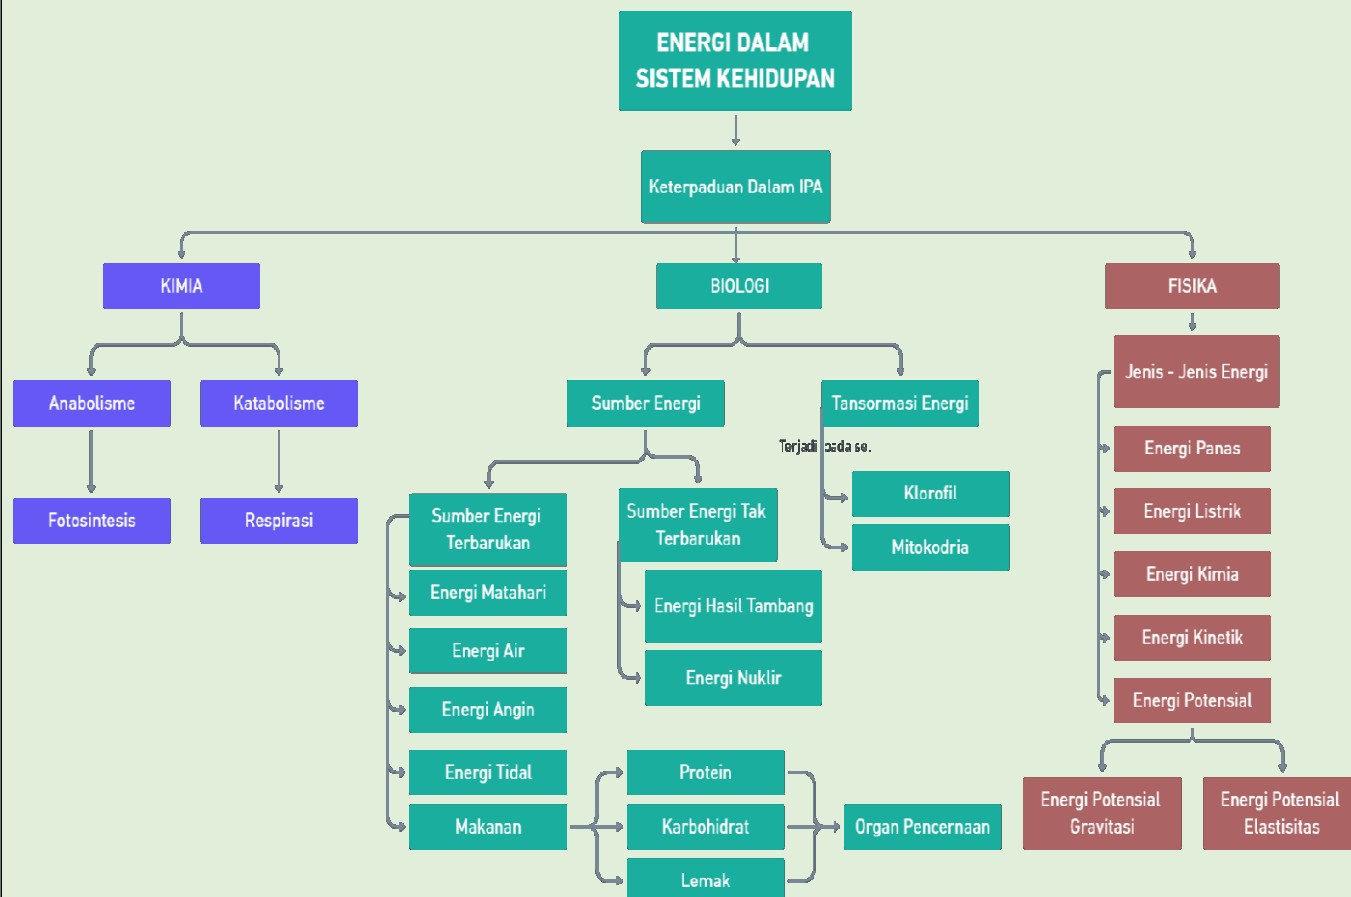 ENERGI DALAM
SISTEM KEHIDUPAN
Keterpaduan Dalam IPA
KIMIA
BIOLOGI
FISIKA
Anabolisme
Katabolisme
Fotosintesis
Respirasi
Sumber Energi
Tansormasi Energi
Terjadi pada se.
Sumber Energi
Terbarukan
Energi Matahari
Energi Air
Energi Angin
Energi Tidal
Makanan
Sumber Energi Tak
Terbarukan
Energi Hasil Tambang
Energi Nuklir
Klorofil
Mitokodria
Protein
Karbohidrat
Lemak
Organ Pencernaan
Jenis - Jenis Energi
Energi Panas
Energi Listrik
Energi Kimia
Energi Kinetik
Energi Potensial
Energi Potensial
Gravitasi
Energi Potensial
Elastisitas